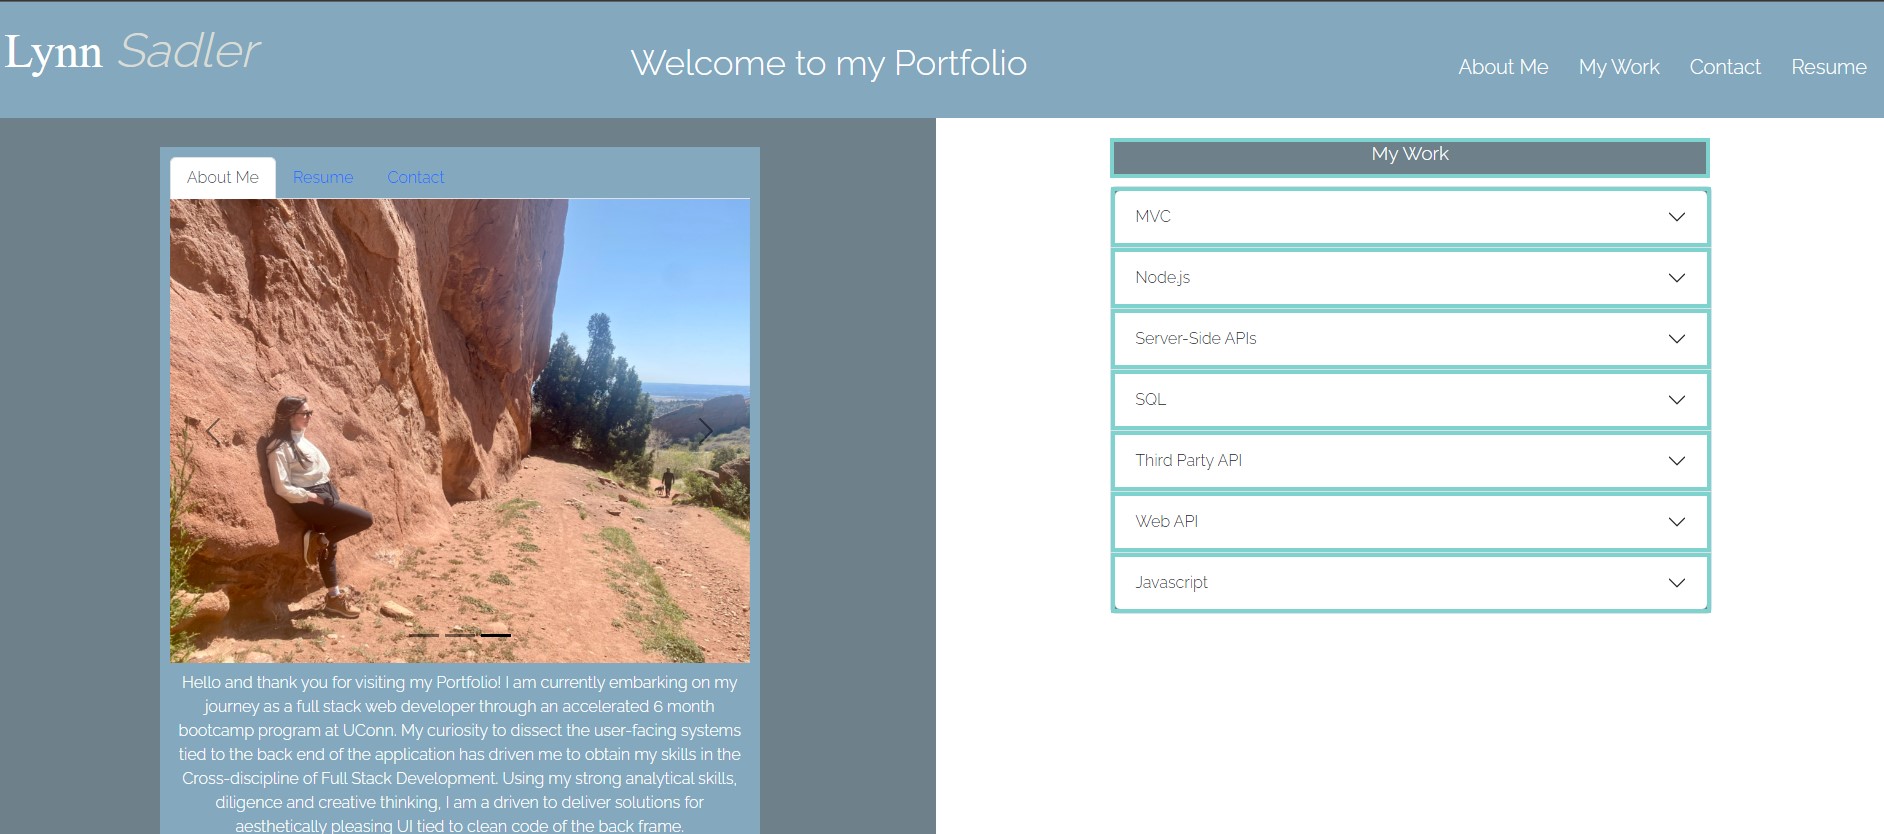 Lynn Sadler
Welcome to my Portfolio
About Me My Work Contact Resume
About Me Resume Contact
Hello and thank you for visiting my Portfolio! I am currently embarking on my
journey as a full stack web developer through an accelerated 6 month
bootcamp program at UConn. My curiosity to dissect the user-facing systems
tied to the back end of the application has driven me to obtain my skills in the
Cross-discipline of Full Stack Development. Using my strong analytical skills,
diligence and creative thinking, I am a driven to deliver solutions for
aesthetically pleasing UI tied to clean code of the back frame.
My Work
MVC
Node.js
Server-Side APIs
SQL
Third Party API
Web API
Javascript